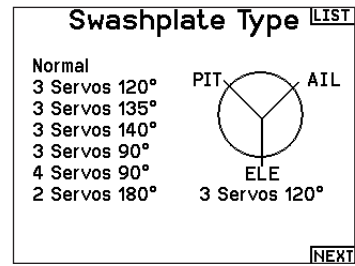 Swashplate Type LIST
Normal
3 Servos 120°
3 Servos 135°
3 Servos 140°
3 Servos 90°
4 Servos 90°
2 Servos 180°
PIT AIL
ELE
3 Servos 120°
NEXT